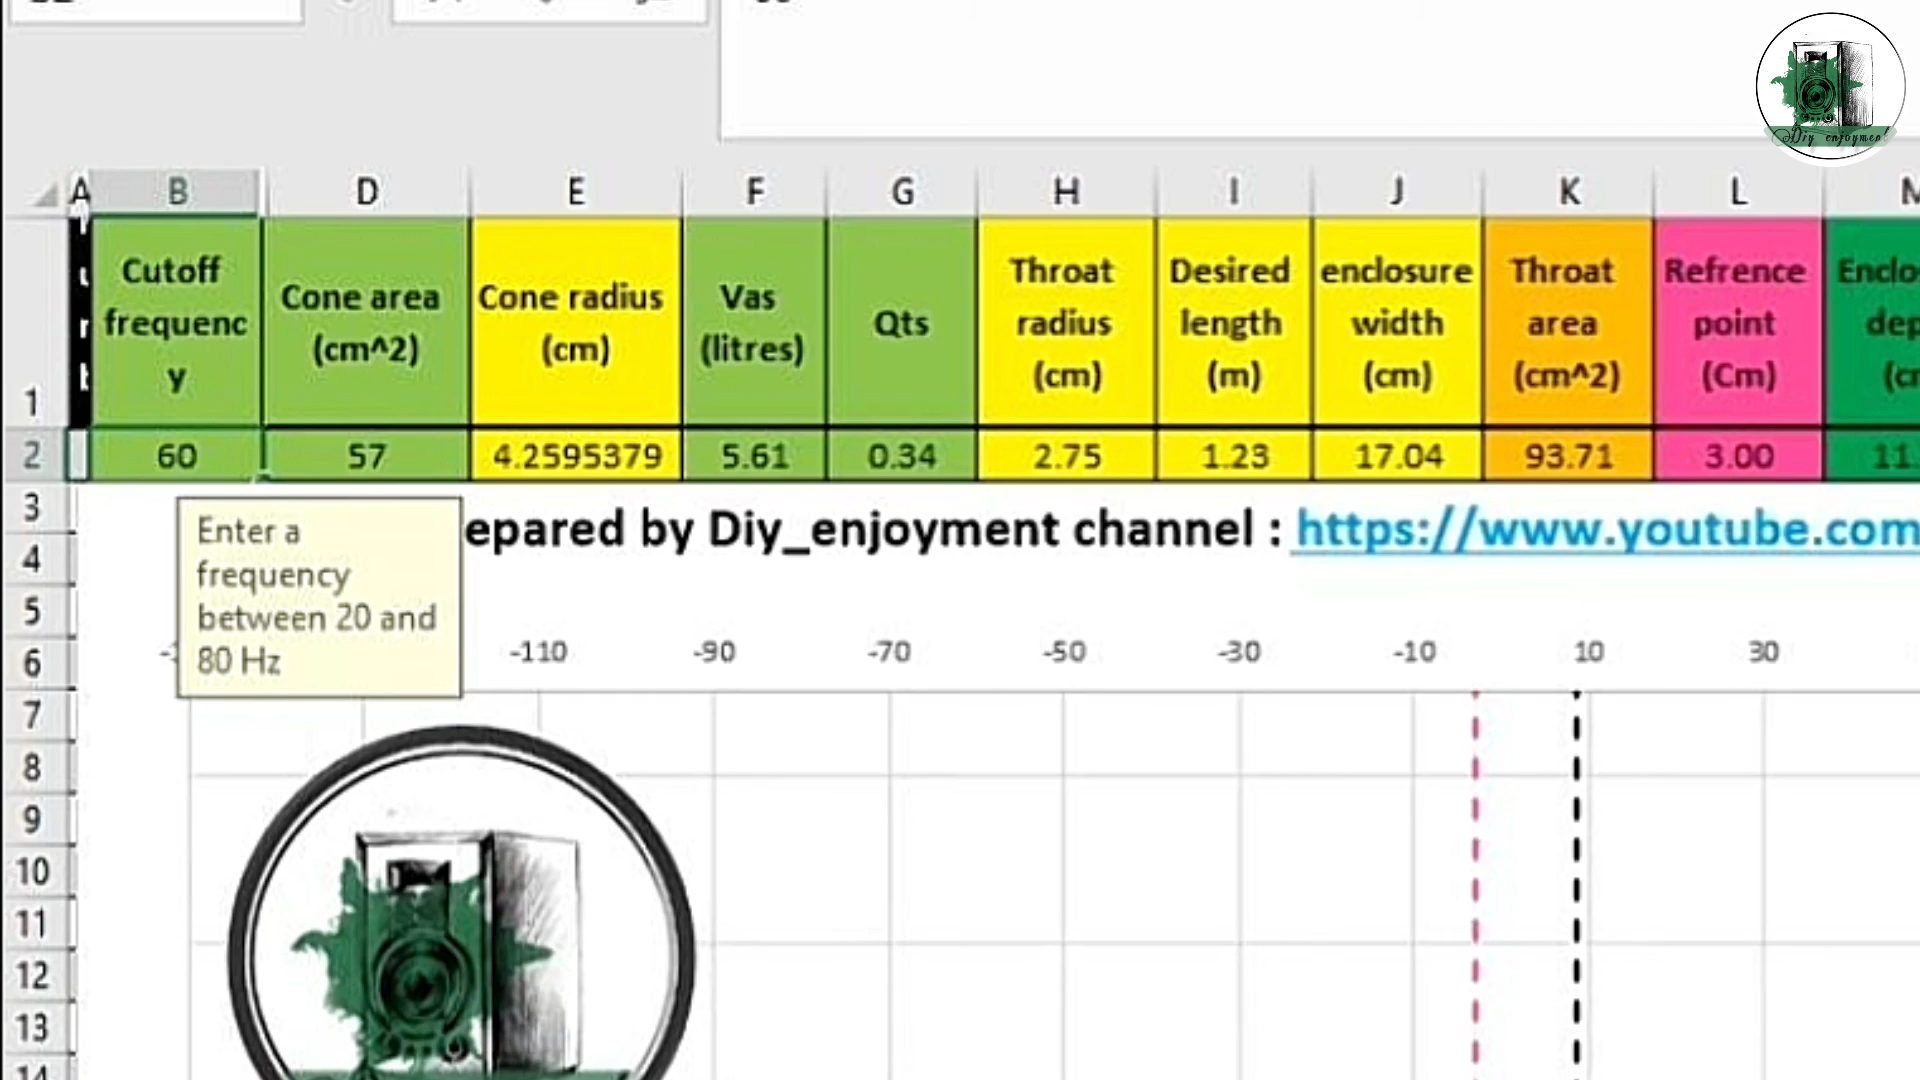 Diy enjoyment
A B D E F G H I J K L M
1 Cutoff frequenc y Cone area (cm^2) Cone radius (cm) Vas (litres) Qts Throat radius (cm) Desired length (m) enclosure width (cm) Throat area (cm^2) Refrence point (Cm)
2 60 57 4.2595379 5.61 0.34 2.75 1.23 17.04 93.71 3.00 11.
3
epared by Diy_enjoyment channel : https://www.youtube.com
4
Enter a
frequency
between 20 and
80 Hz
5
6 -110 -90 -70 -50 -30 -10 10 30
7
8
9
10
11
12
13
14